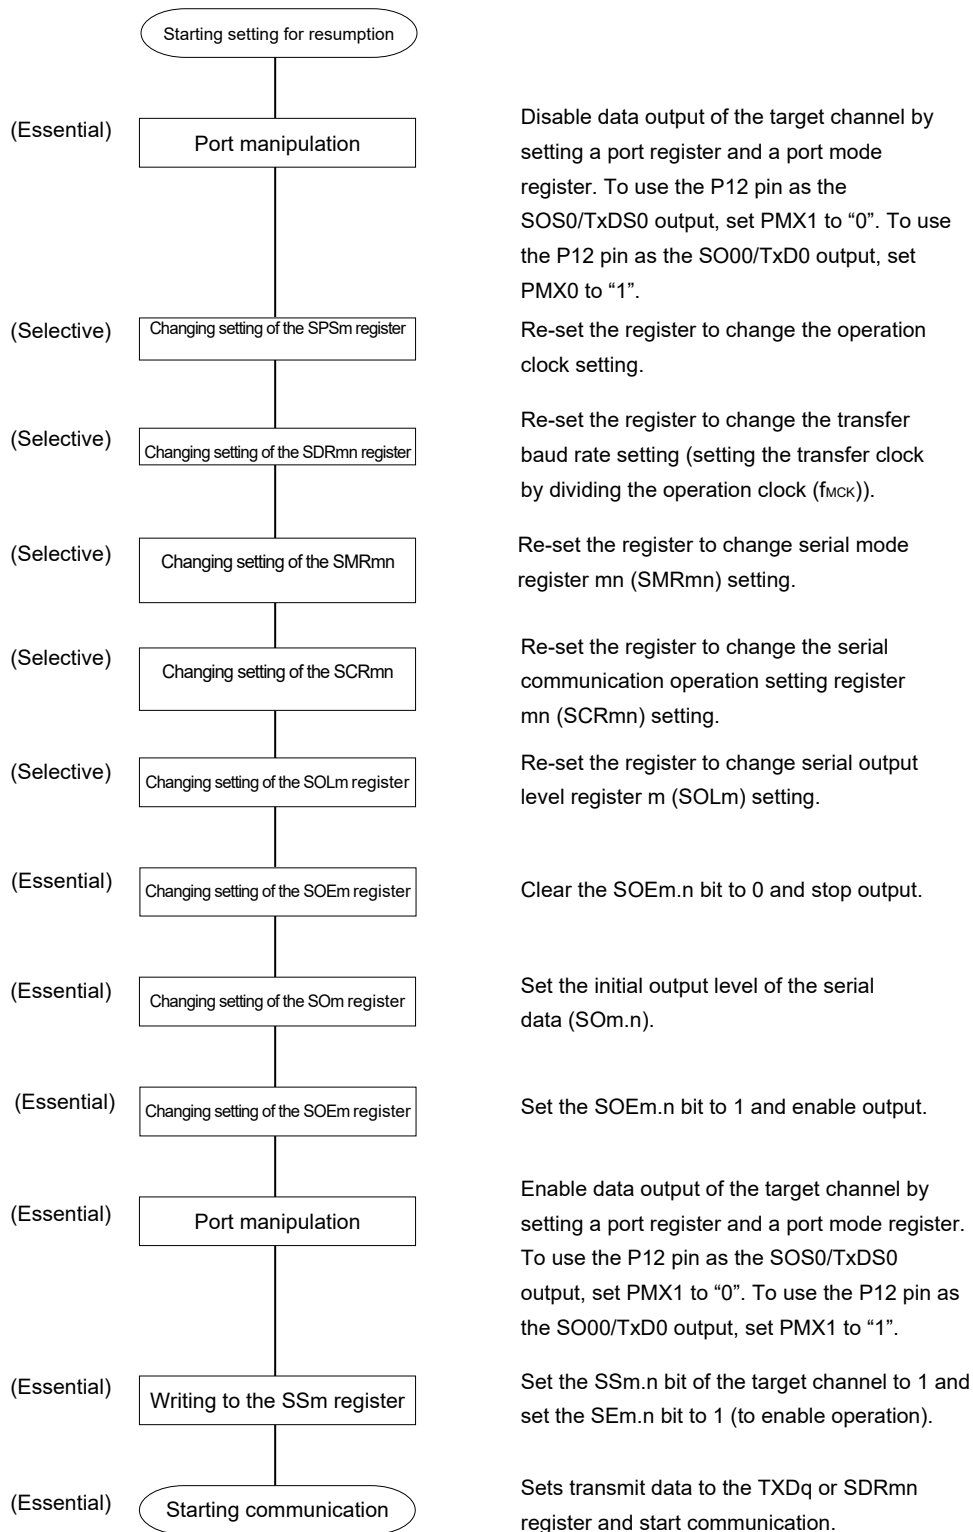 Starting setting for resumption
(Essential)
Port manipulation
Disable data output of the target channel by
setting a port register and a port mode
register. To use the P12 pin as the
SOS0/TxDS0 output, set PMX1 to “0”. To use
the P12 pin as the SO00/TxD0 output, set
PMX0 to “1”.
(Selective)
Changing setting of the SPSm register
Re-set the register to change the operation
clock setting.
(Selective)
Changing setting of the SDRmn register
Re-set the register to change the transfer
baud rate setting (setting the transfer clock
by dividing the operation clock (fMCK)).
(Selective)
Changing setting of the SMRmn
Re-set the register to change serial mode
register mn (SMRmn) setting.
(Selective)
Changing setting of the SCRmn
Re-set the register to change the serial
communication operation setting register
mn (SCRmn) setting.
(Selective)
Changing setting of the SOLm register
Re-set the register to change serial output
level register m (SOLm) setting.
(Essential)
Changing setting of the SOEm register
Clear the SOEm.n bit to 0 and stop output.
(Essential)
Changing setting of the SOm register
Set the initial output level of the serial
data (SOm.n).
(Essential)
Changing setting of the SOEm register
Set the SOEm.n bit to 1 and enable output.
(Essential)
Port manipulation
Enable data output of the target channel by
setting a port register and a port mode register.
To use the P12 pin as the SOS0/TxDS0
output, set PMX1 to “0”. To use the P12 pin as
the SO00/TxD0 output, set PMX1 to “1”.
(Essential)
Writing to the SSm register
Set the SSm.n bit of the target channel to 1 and
set the SEm.n bit to 1 (to enable operation).
(Essential)
Starting communication
Sets transmit data to the TXDq or SDRmn
register and start communication.